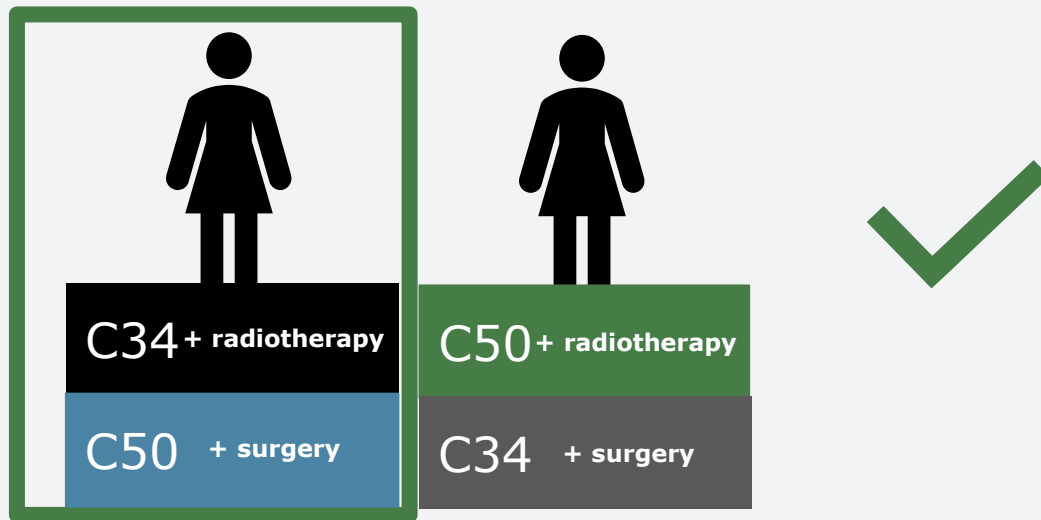 C34 + radiotherapy
C50 + surgery
C50 + radiotherapy
C34 + surgery